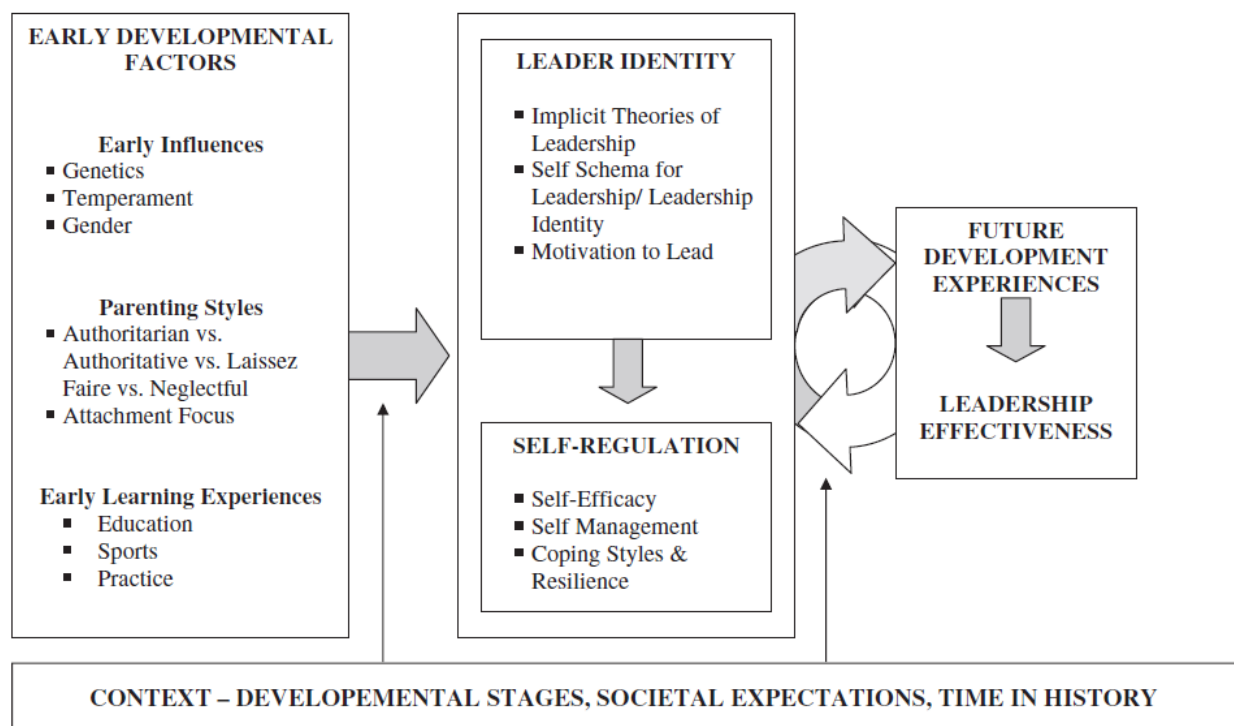 EARLY DEVELOPMENTAL
FACTORS
Early Influences
▪ Genetics
▪ Temperament
▪ Gender
Parenting Styles
▪ Authoritarian vs.
Authoritative vs. Laissez
Faire vs. Neglectful
▪ Attachment Focus
Early Learning Experiences
▪ Education
▪ Sports
▪ Practice
LEADER IDENTITY
▪ Implicit Theories of
Leadership
▪ Self Schema for
Leadership/ Leadership
Identity
▪ Motivation to Lead
SELF-REGULATION
▪ Self-Efficacy
▪ Self Management
▪ Coping Styles &
Resilience
FUTURE
DEVELOPMENT
EXPERIENCES
LEADERSHIP
EFFECTIVENESS
CONTEXT – DEVELOPEMENTAL STAGES, SOCIETAL EXPECTATIONS, TIME IN HISTORY